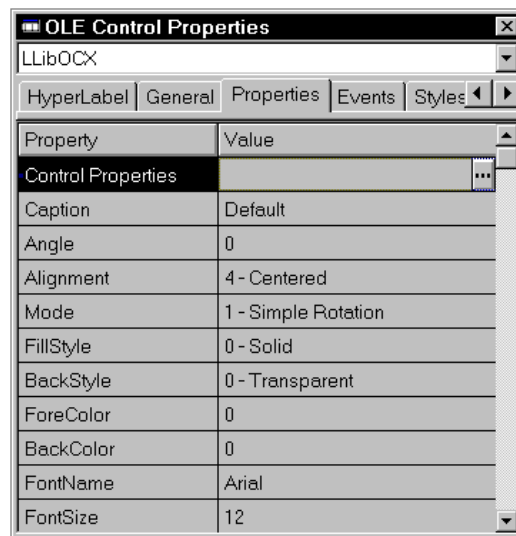 OLE Control Properties
LLibOCX
HyperLabel General Properties Events Styles
Property Value
Control Properties
Caption Default
Angle 0
Alignment 4 - Centered
Mode 1 - Simple Rotation
FillStyle 0 - Solid
BackStyle 0 - Transparent
ForeColor 0
BackColor 0
FontName Arial
FontSize 12